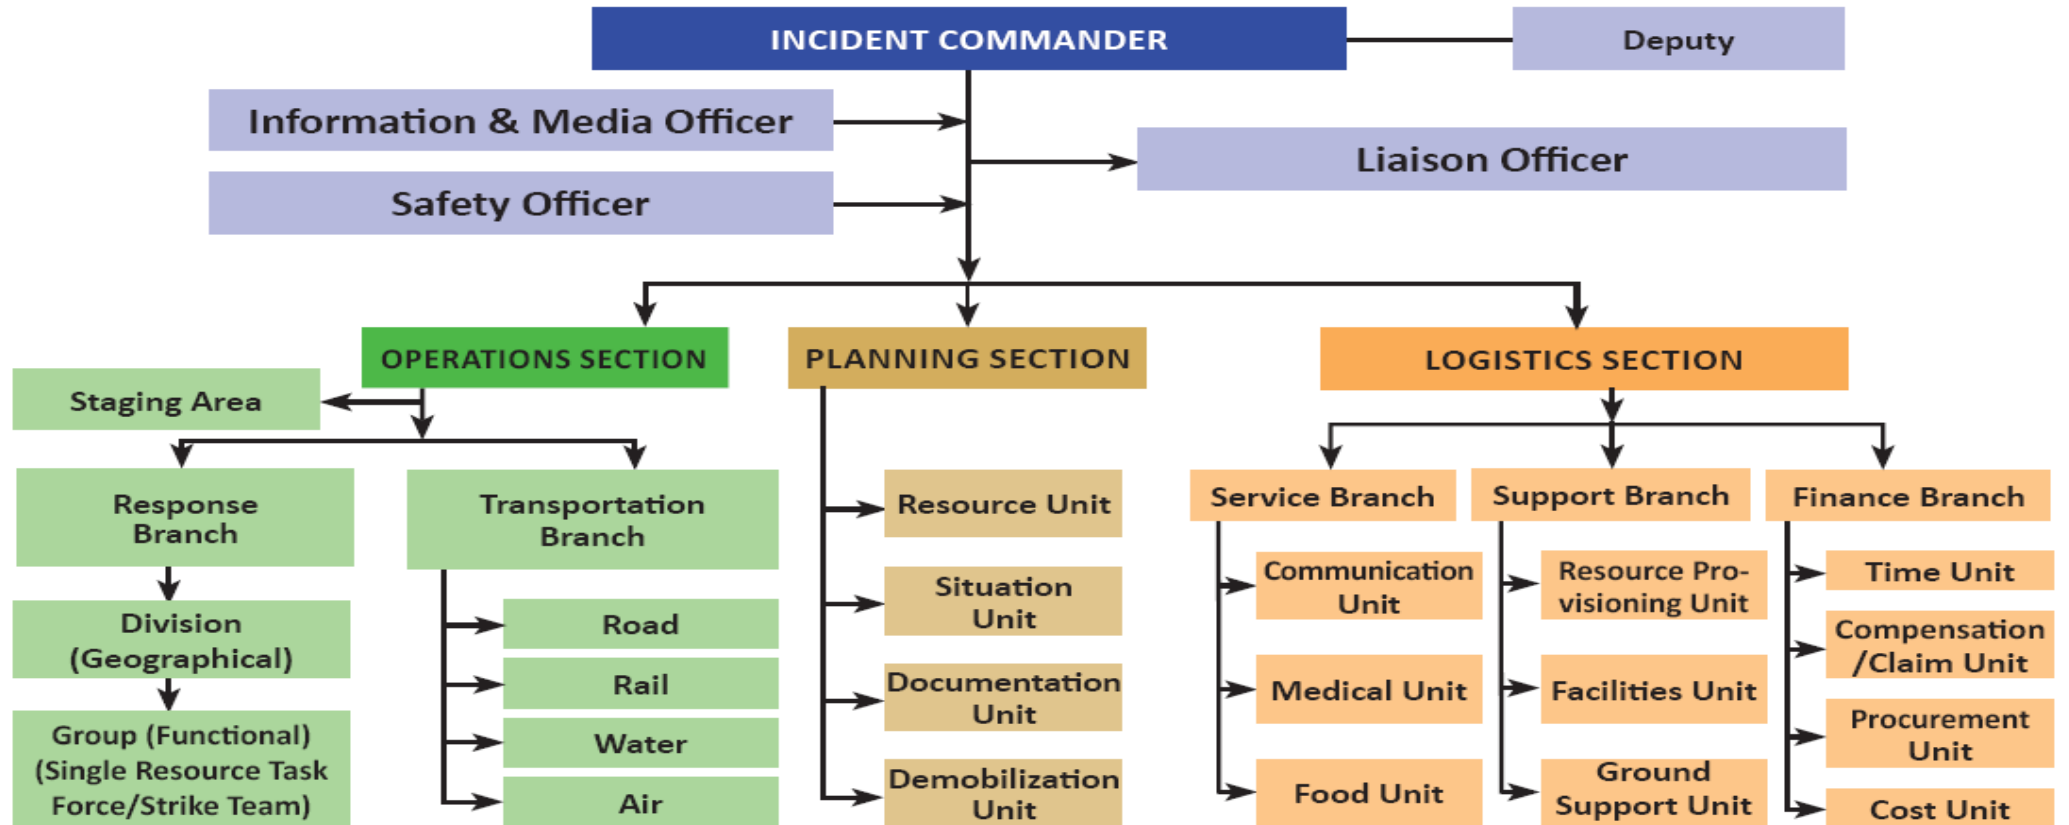 INCIDENT COMMANDER
Deputy
Information & Media Officer
Liaison Officer
Safety Officer
OPERATIONS SECTION
PLANNING SECTION
LOGISTICS SECTION
Staging Area
Response
Branch
Division
(Geographical)
Group (Functional)
(Single Resource Task
Force/Strike Team)
Transportation
Branch
Road
Rail
Water
Air
Resource Unit
Situation
Unit
Documentation
Unit
Demobilization
Unit
Service Branch
Communication
Unit
Medical Unit
Food Unit
Support Branch
Resource Pro-
visioning Unit
Facilities Unit
Ground
Support Unit
Finance Branch
Time Unit
Compensation
/Claim Unit
Procurement
Unit
Cost Unit